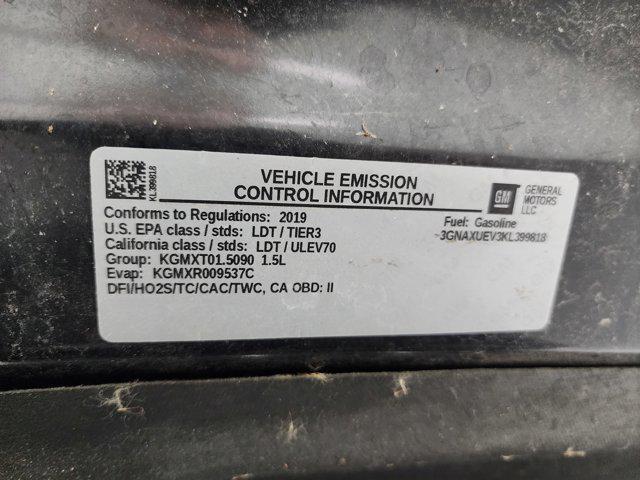 KL399818
VEHICLE EMISSION
CONTROL INFORMATION
GM
GENERAL
MOTORS
LLC
Conforms to Regulations: 2019
U.S. EPA class / stds: LDT / TIER3
California class / stds: LDT / ULEV70
Group: KGMXT01.5090 1.5L
Evap: KGMXR009537C
DFI/HO2S/TC/CAC/TWC, CA OBD: II
Fuel: Gasoline
~3GNAXUEV3KL399818